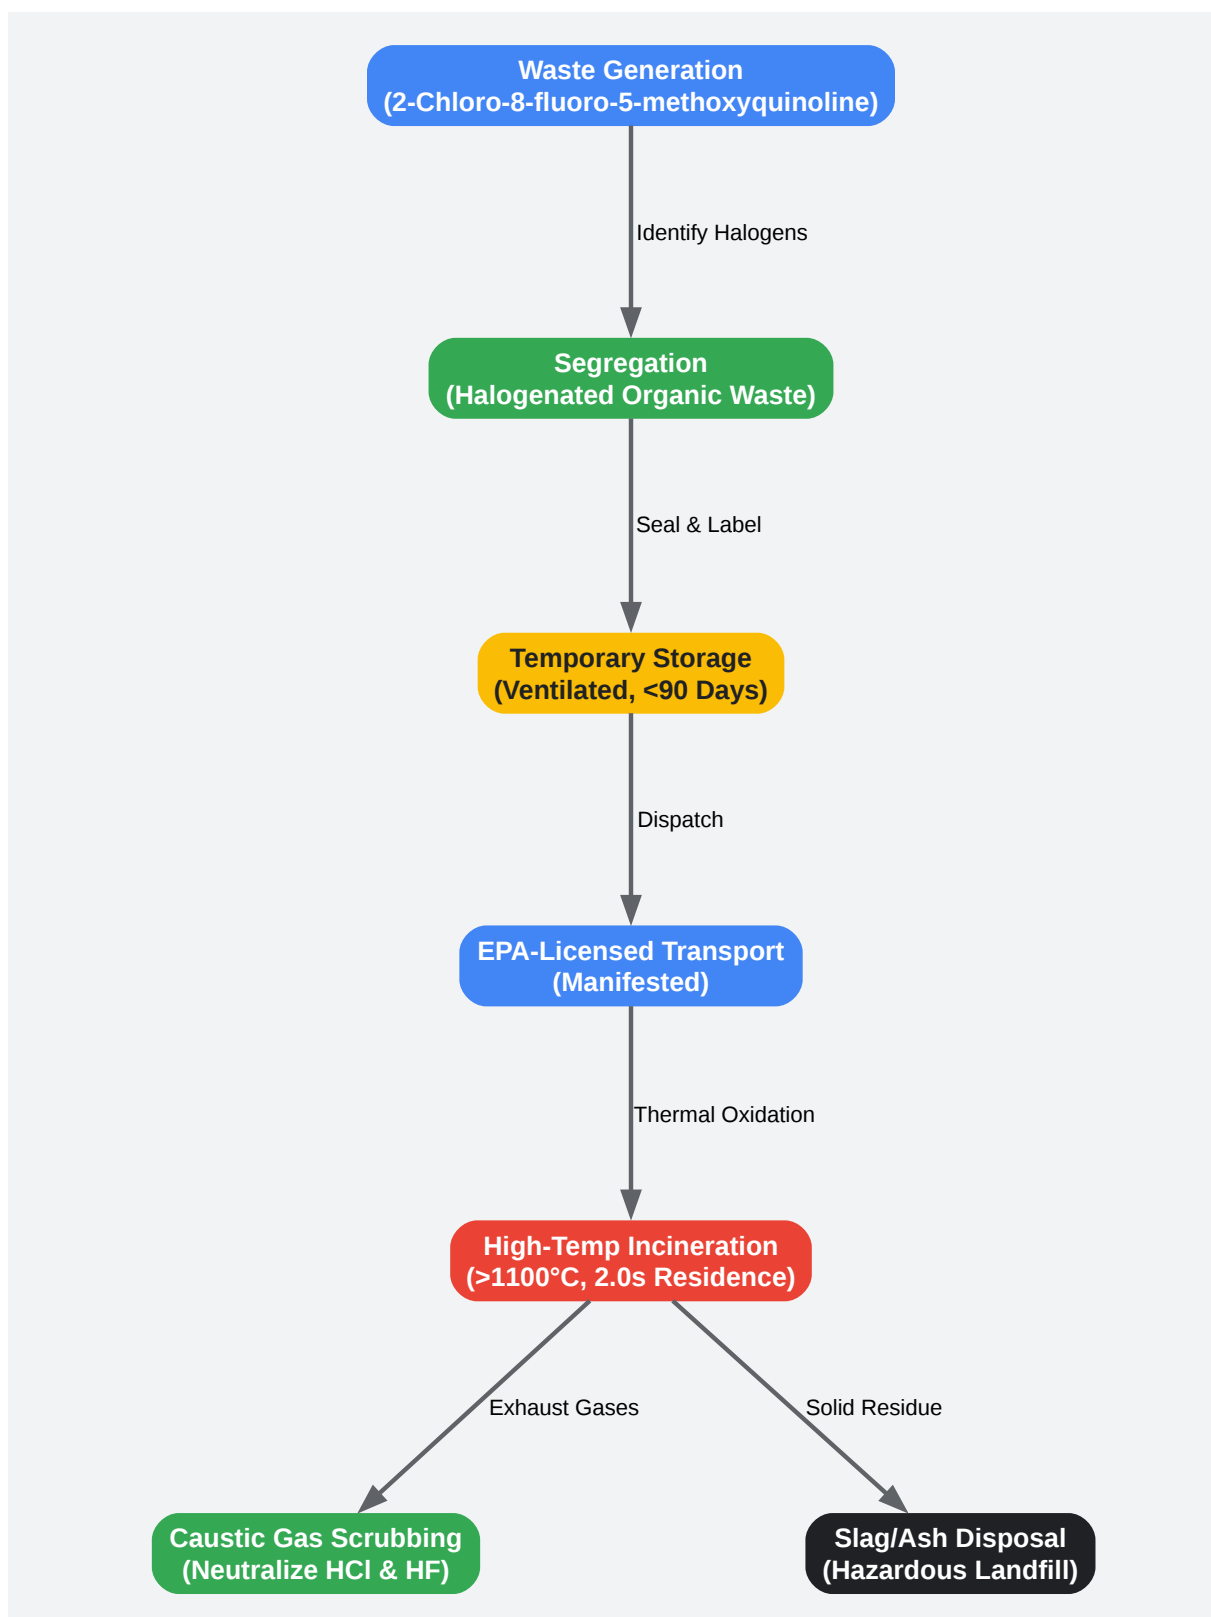 Waste Generation
(2-Chloro-8-fluoro-5-methoxyquinoline)
Identify Halogens
Segregation
(Halogenated Organic Waste)
Seal & Label
Temporary Storage
(Ventilated, <90 Days)
Dispatch
EPA-Licensed Transport
(Manifested)
Thermal Oxidation
High-Temp Incineration
(>1100°C, 2.0s Residence)
Exhaust Gases
Solid Residue
Caustic Gas Scrubbing
(Neutralize HCl & HF)
Slag/Ash Disposal
(Hazardous Landfill)